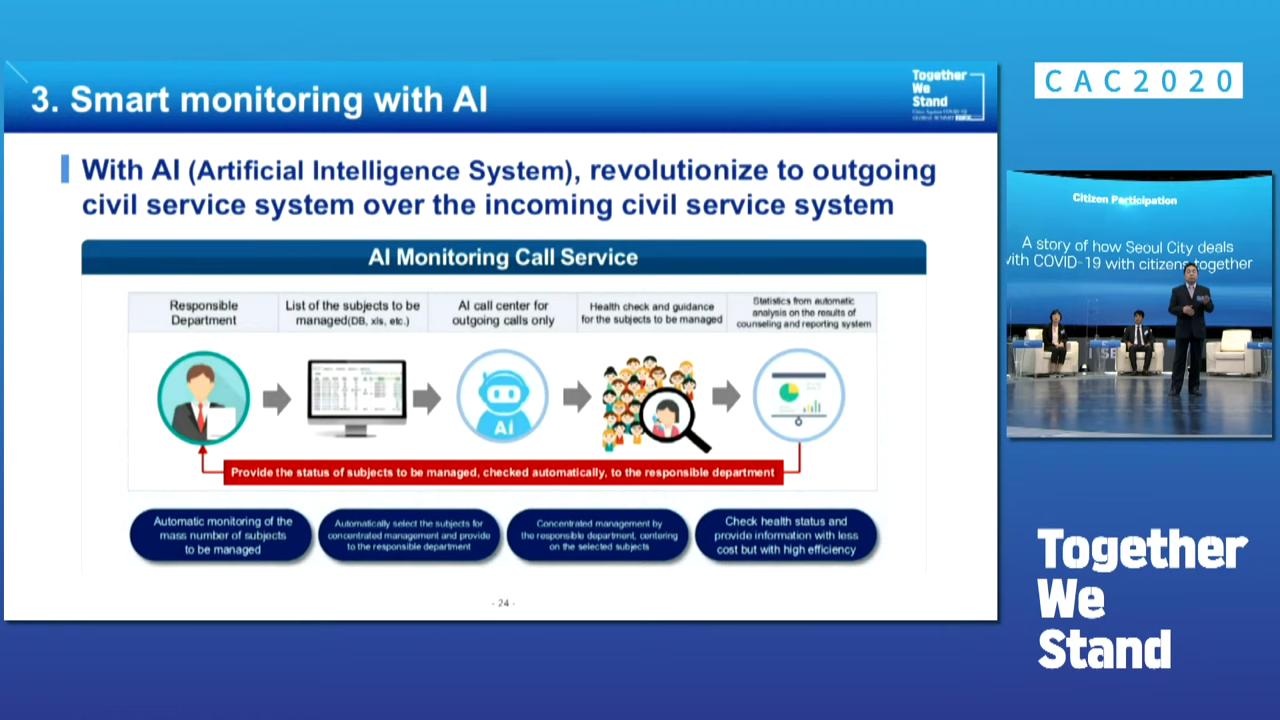 3. Smart monitoring with AI
Together
We
Stand
With AI (Artificial Intelligence System), revolutionize to outgoing
civil service system over the incoming civil service system
AI Monitoring Call Service
Responsible
Department
List of the subjects to be
managed(DB, xls, etc.)
AI call center for
outgoing calls only
Health check and guidance
for the subjects to be managed
Statistics from automatic
analysis on the results of
counseling and reporting system
AI
Provide the status of subjects to be managed, checked automatically, to the responsible department
Automatic monitoring of the
mass number of subjects
to be managed
Automatically select the subjects for
concentrated management and provide
to the responsible department
Concentrated management by
the responsible department, centering
on the selected subjects
Check health status and
provide information with less
cost but with high efficiency
- 24 -
CAC2020
Citizen Participation
A story of how Seoul City deals
with COVID-19 with citizens together
Together
We
Stand